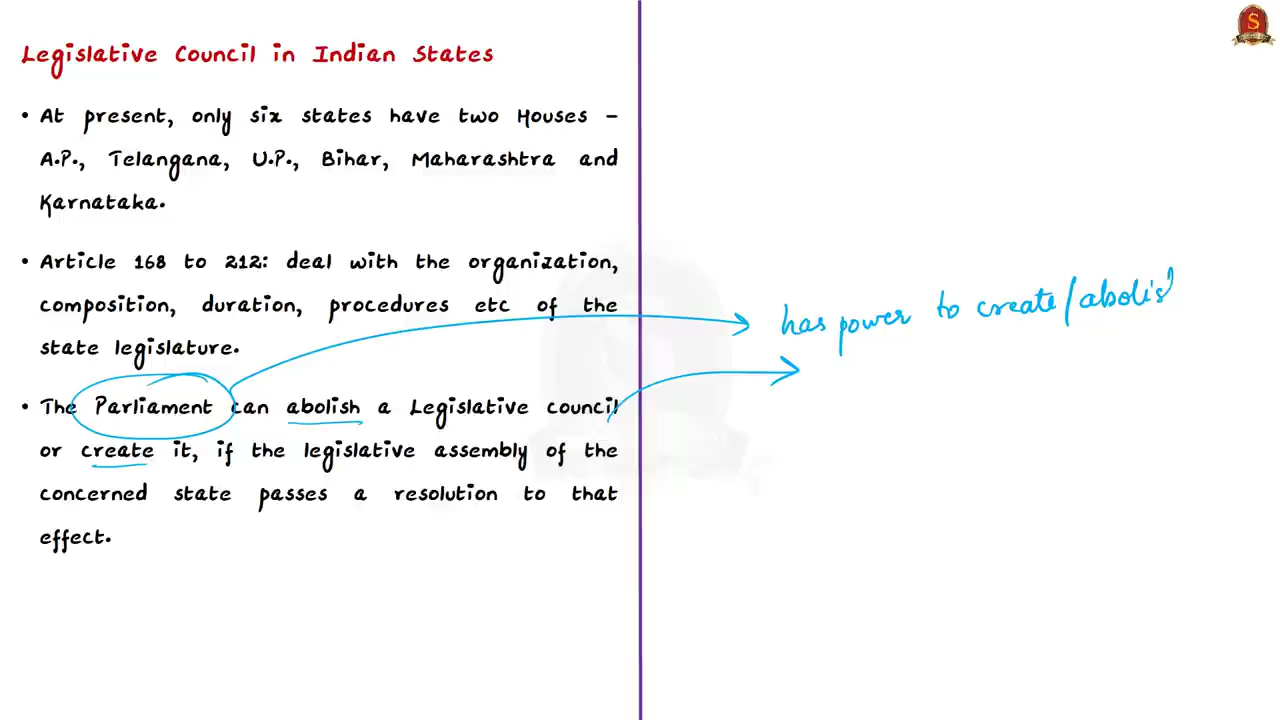 Legislative Council in Indian States
• At present, only six states have two Houses –
A.P., Telangana, U.P., Bihar, Maharashtra and
Karnataka.
• Article 168 to 212: deal with the organization,
composition, duration, procedures etc of the
state legislature.
• The Parliament can abolish a Legislative council
or create it, if the legislative assembly of the
concerned state passes a resolution to that
effect.
has power to create/abolis